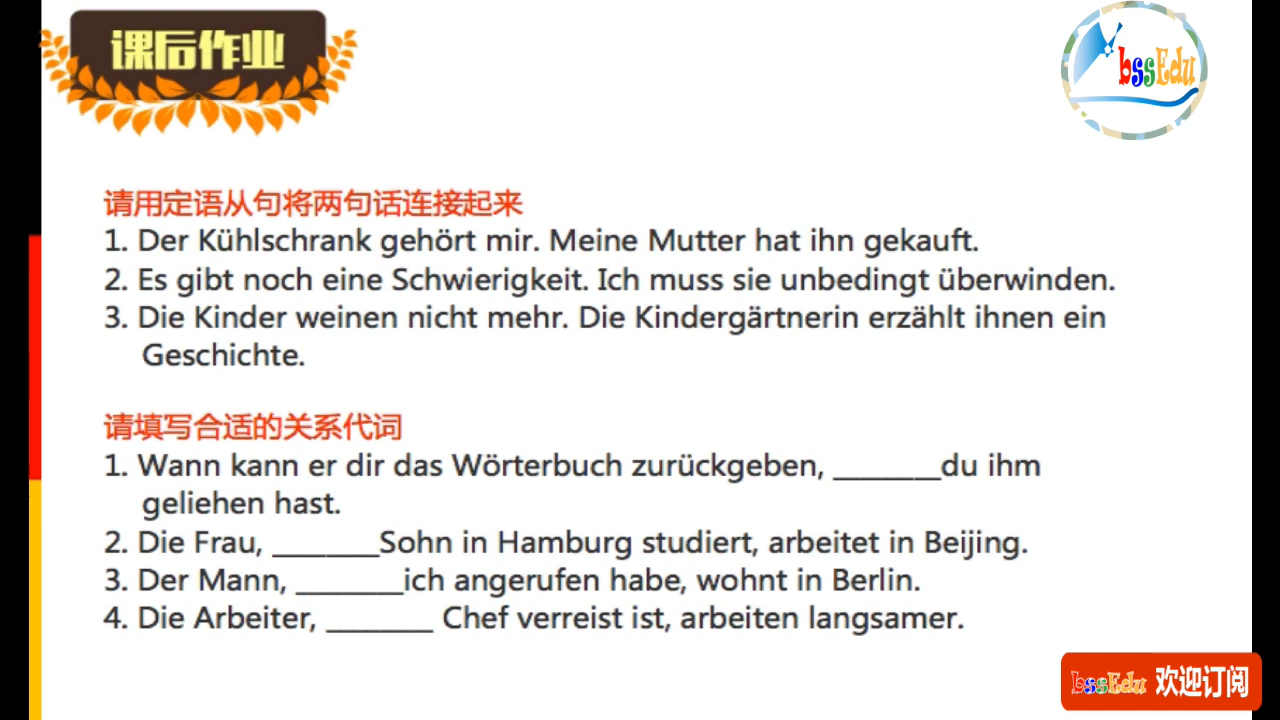 课后作业
bssEdu
请用定语从句将两句话连接起来
1. Der Kühlschrank gehört mir. Meine Mutter hat ihn gekauft.
2. Es gibt noch eine Schwierigkeit. Ich muss sie unbedingt überwinden.
3. Die Kinder weinen nicht mehr. Die Kindergärtnerin erzählt ihnen ein
Geschichte.
请填写合适的关系代词
1. Wann kann er dir das Wörterbuch zurückgeben, _______du ihm
geliehen hast.
2. Die Frau, _______Sohn in Hamburg studiert, arbeitet in Beijing.
3. Der Mann, _______ich angerufen habe, wohnt in Berlin.
4. Die Arbeiter, _______ Chef verreist ist, arbeiten langsamer.
bssEdu 欢迎订阅